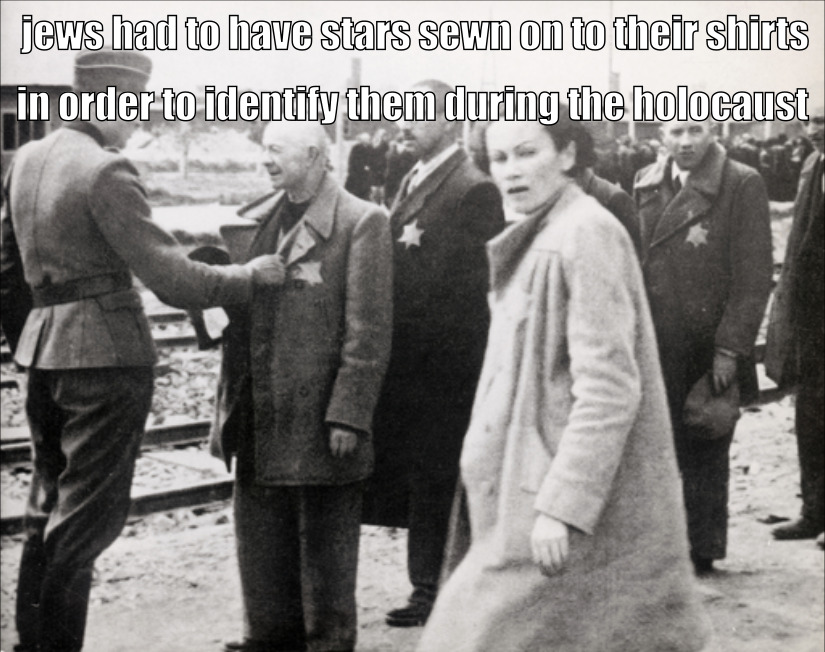 jews had to have stars sewn on to their shirts
in order to identify them during the holocaust